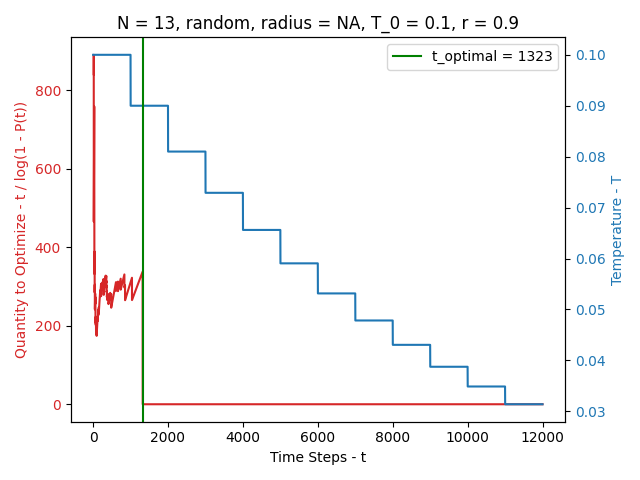 N = 13, random, radius = NA, T_0 = 0.1, r = 0.9
t_optimal = 1323
Quantity to Optimize - t / log(1 - P(t))
800
600
400
200
0
0.10
0.09
0.08
0.07
0.06
0.05
0.04
0.03
Temperature - T
0 2000 4000 6000 8000 10000 12000
Time Steps - t